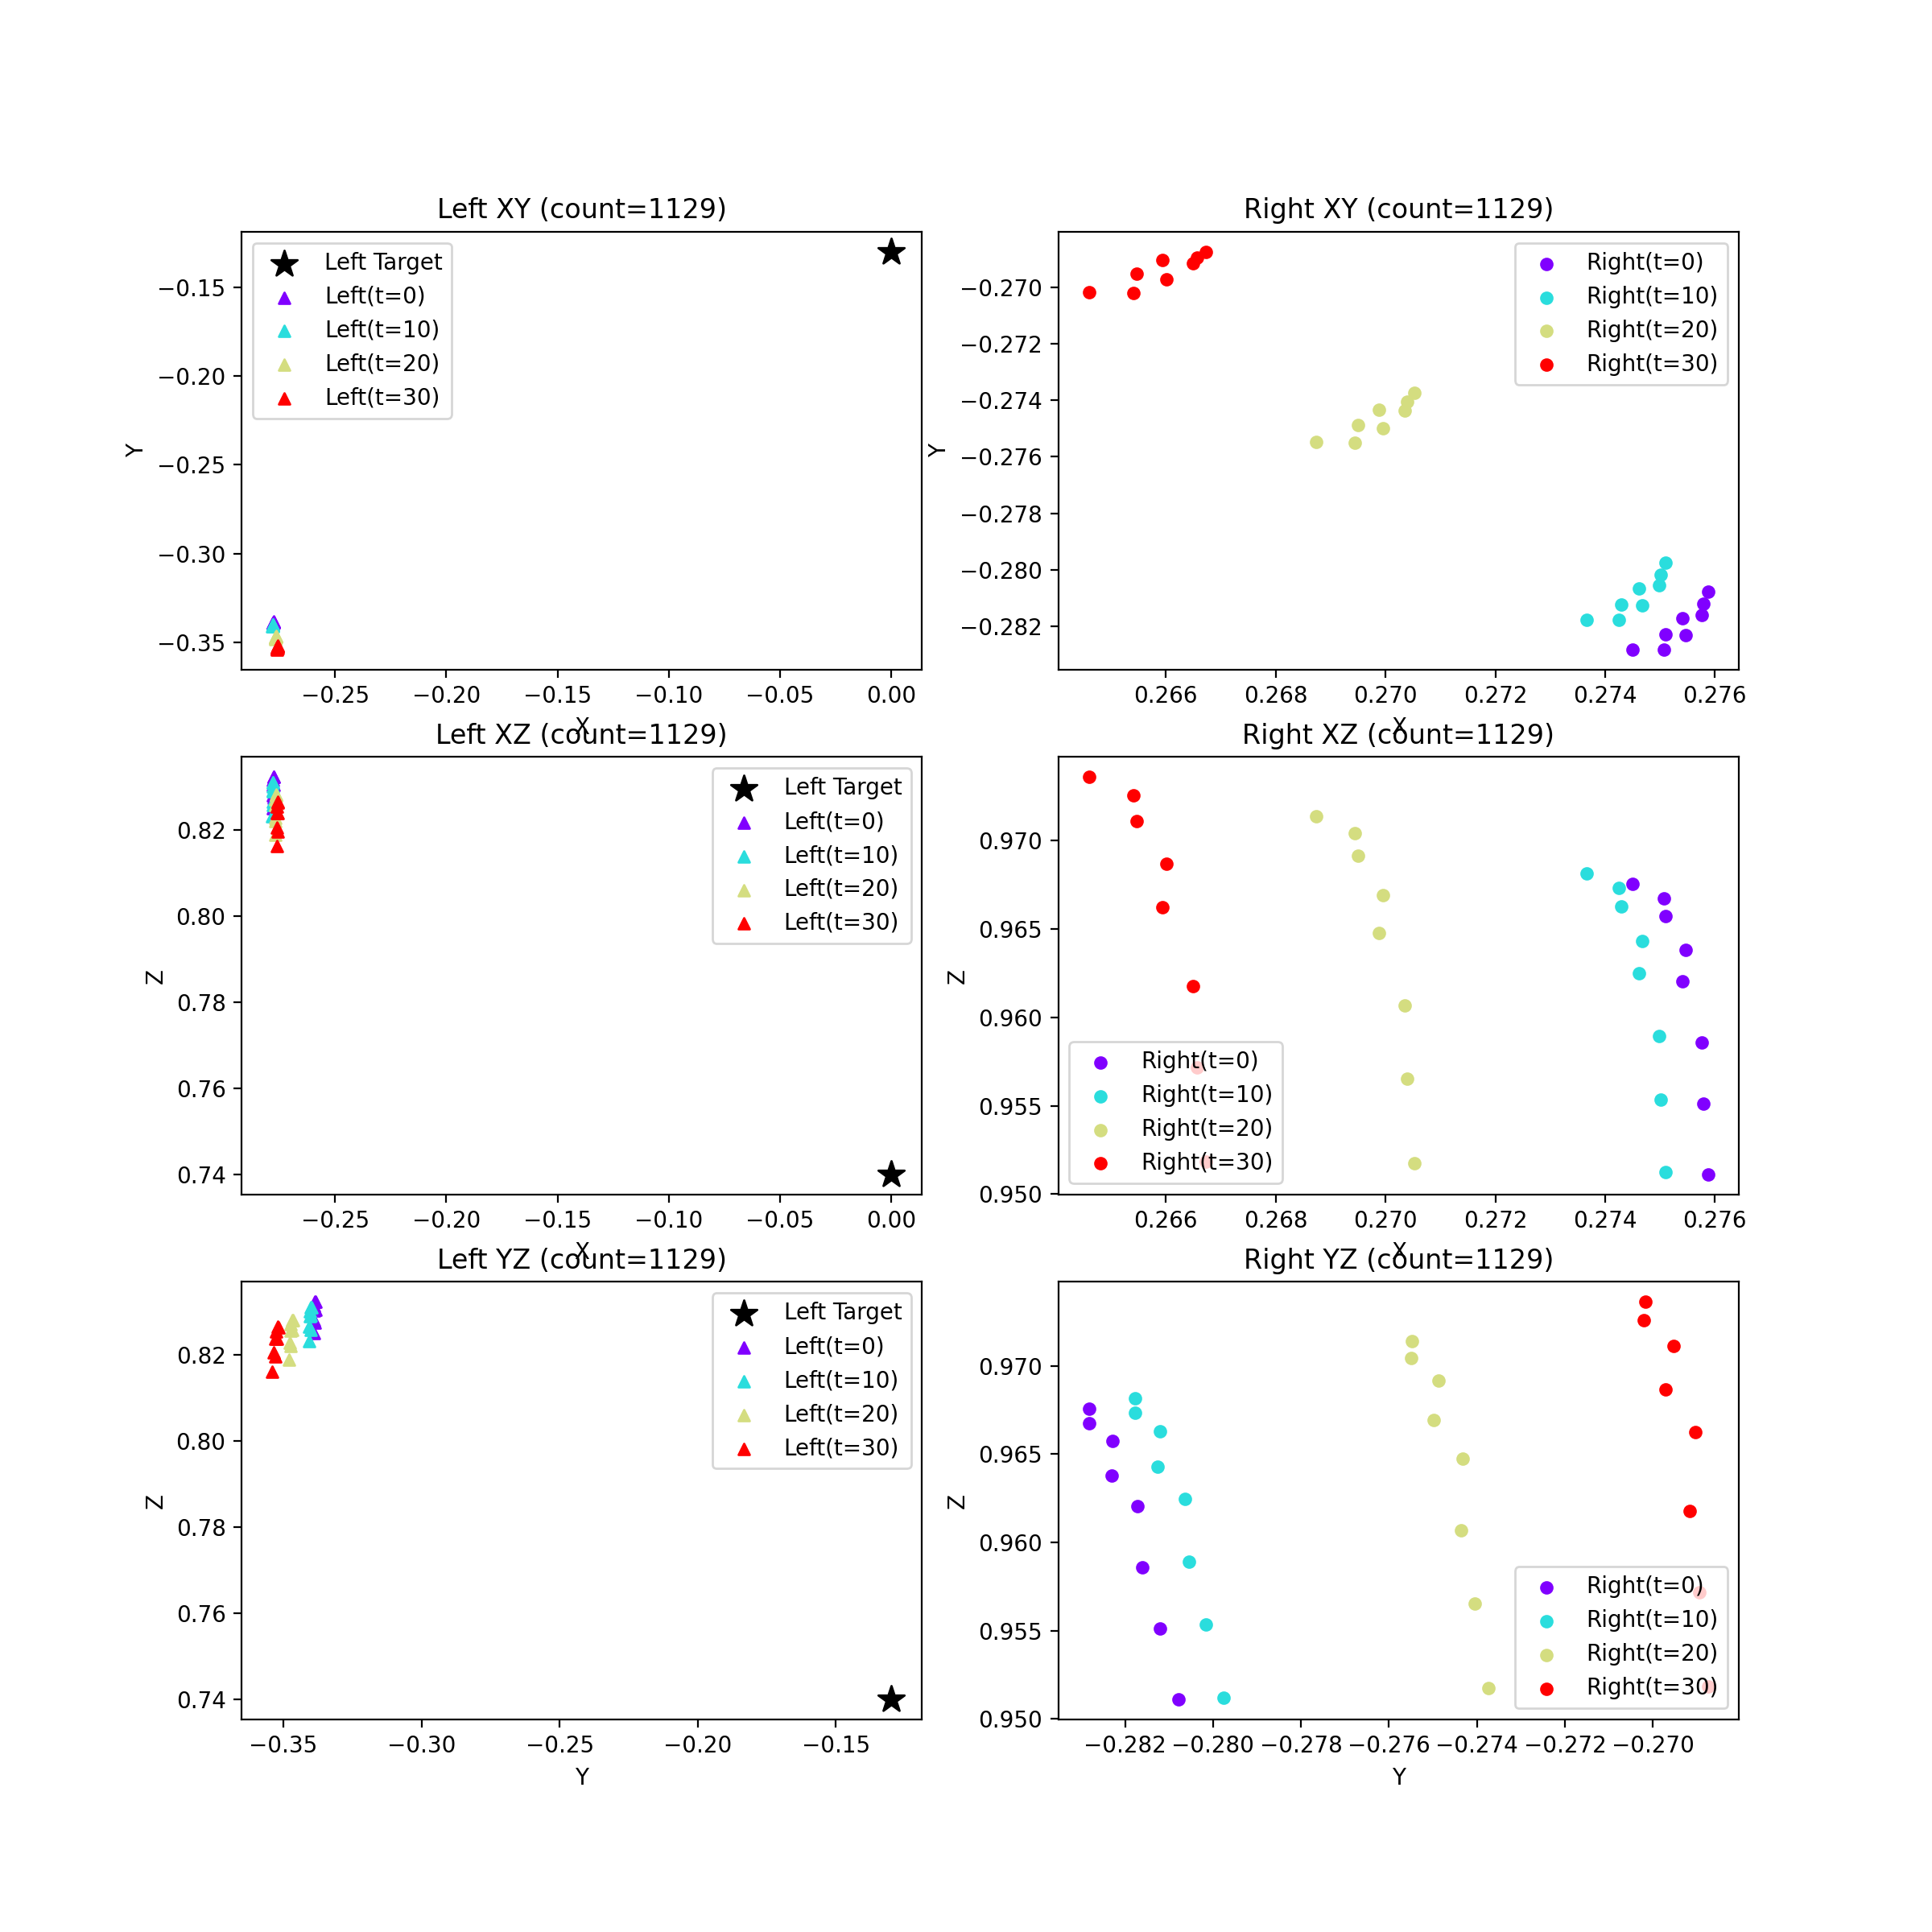 Left XY (count=1129)
Left Target
Left(t=0)
Left(t=10)
Left(t=20)
Left(t=30)
−0.15
−0.20
−0.25
−0.30
−0.35
Y
−0.25 −0.20 −0.15 −0.10 −0.05 0.00
X
Right XY (count=1129)
Right(t=0)
Right(t=10)
Right(t=20)
Right(t=30)
−0.270
−0.272
−0.274
−0.276
−0.278
−0.280
−0.282
Y
0.266 0.268 0.270 0.272 0.274 0.276
X
Left XZ (count=1129)
Left Target
Left(t=0)
Left(t=10)
Left(t=20)
Left(t=30)
0.82
0.80
0.78
0.76
0.74
Z
−0.25 −0.20 −0.15 −0.10 −0.05 0.00
X
Right XZ (count=1129)
0.970
0.965
0.960
0.955
0.950
Z
Right(t=0)
Right(t=10)
Right(t=20)
Right(t=30)
0.266 0.268 0.270 0.272 0.274 0.276
X
Left YZ (count=1129)
Left Target
Left(t=0)
Left(t=10)
Left(t=20)
Left(t=30)
0.82
0.80
0.78
0.76
0.74
Z
−0.35 −0.30 −0.25 −0.20 −0.15
Y
Right YZ (count=1129)
0.970
0.965
0.960
0.955
0.950
Z
Right(t=0)
Right(t=10)
Right(t=20)
Right(t=30)
−0.282 −0.280 −0.278 −0.276 −0.274 −0.272 −0.270
Y